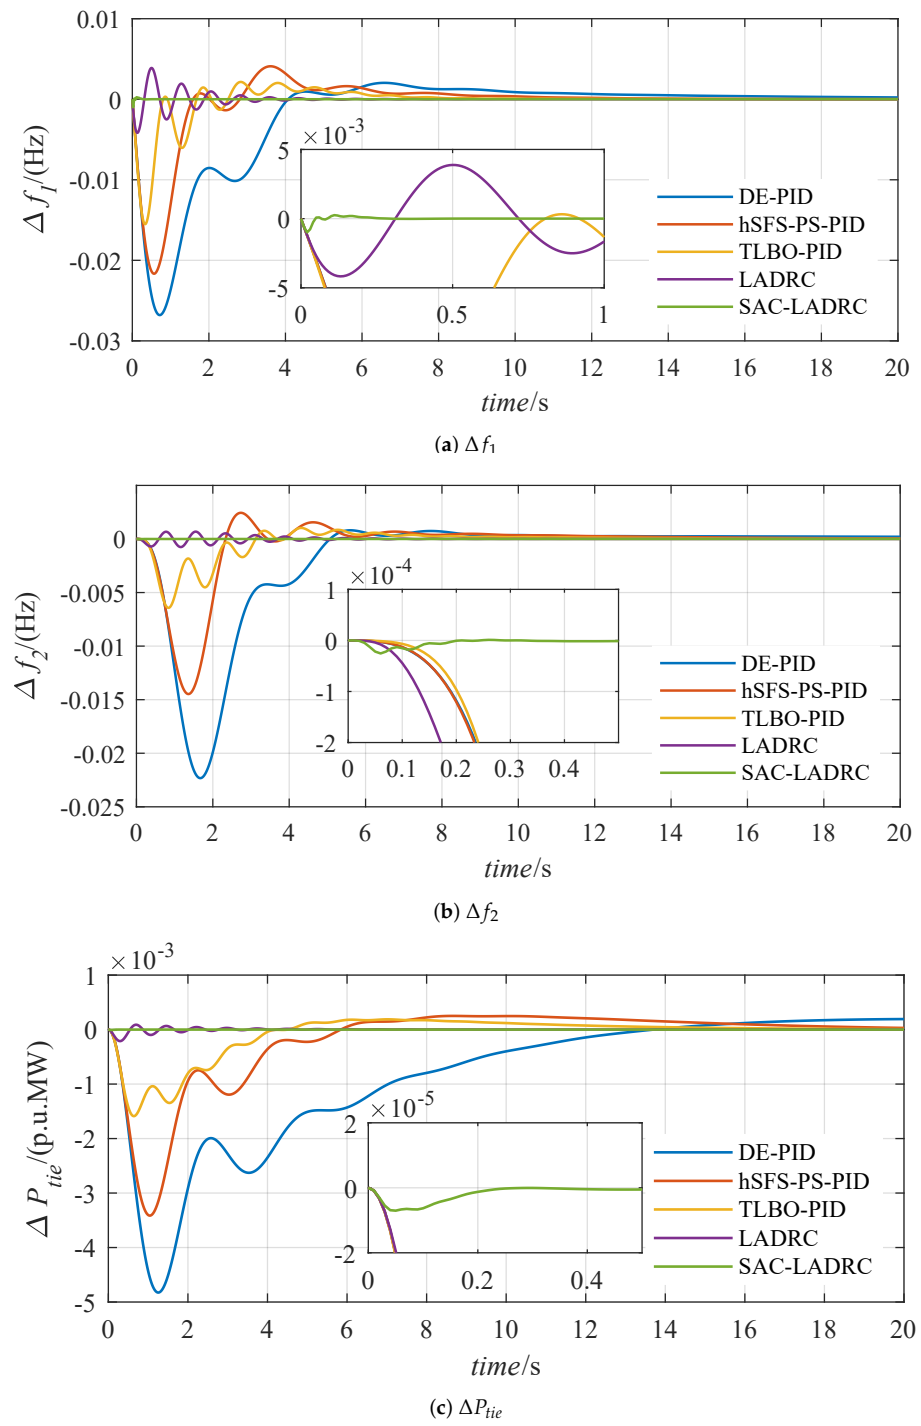 0.01
0
-0.01
-0.02
-0.03
Δ f1/(Hz)
×10-3
5
0
-5
0 0.5 1
DE-PID
hSFS-PS-PID
TLBO-PID
LADRC
SAC-LADRC
0 2 4 6 8 10 12 14 16 18 20
time/s
(a) Δf1
0
-0.005
-0.01
-0.015
-0.02
-0.025
Δ f2/(Hz)
×10-4
1
0
-1
-2
0 0.1 0.2 0.3 0.4
DE-PID
hSFS-PS-PID
TLBO-PID
LADRC
SAC-LADRC
0 2 4 6 8 10 12 14 16 18 20
time/s
(b) Δf2
×10-3
1
0
-1
-2
-3
-4
-5
Δ Ptie/(p.u.MW)
×10-5
2
0
-2
0 0.2 0.4
DE-PID
hSFS-PS-PID
TLBO-PID
LADRC
SAC-LADRC
0 2 4 6 8 10 12 14 16 18 20
time/s
(c) ΔPtie